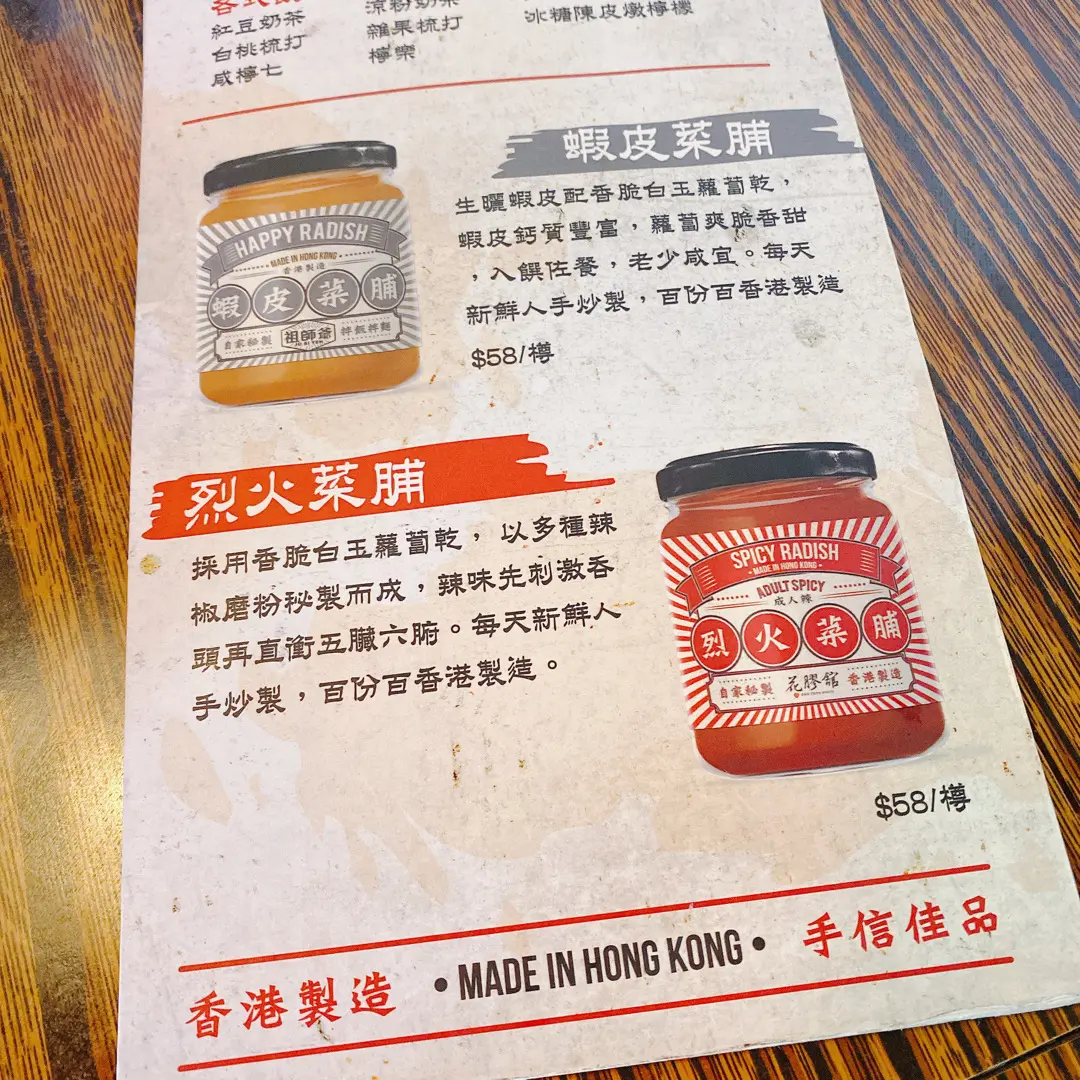 紅豆奶茶
涼粉奶茶
冰糖陳皮燉檸檬
白桃梳打
雜果梳打
咸檸七
檸樂
蝦皮菜脯
生曬蝦皮配香脆白玉蘿蔔乾，
蝦皮鈣質豐富，蘿蔔爽脆香甜
，入饌佐餐，老少咸宜。每天
新鮮人手炒製，百份百香港製造
$58/樽
HAPPY RADISH
MADE IN HONG KONG
香港製造
蝦皮菜脯
自家秘製
祖師爺
拌飯拌麵
烈火菜脯
採用香脆白玉蘿蔔乾，以多種辣
椒磨粉秘製而成，辣味先刺激吞
頭再直衝五臟六腑。每天新鮮人
手炒製，百份百香港製造。
SPICY RADISH
• MADE IN HONG KONG •
ADULT SPICY
成人辣
烈火菜脯
自家秘製
花膠舘
香港製造
$58/樽
香港製造 • MADE IN HONG KONG • 手信佳品